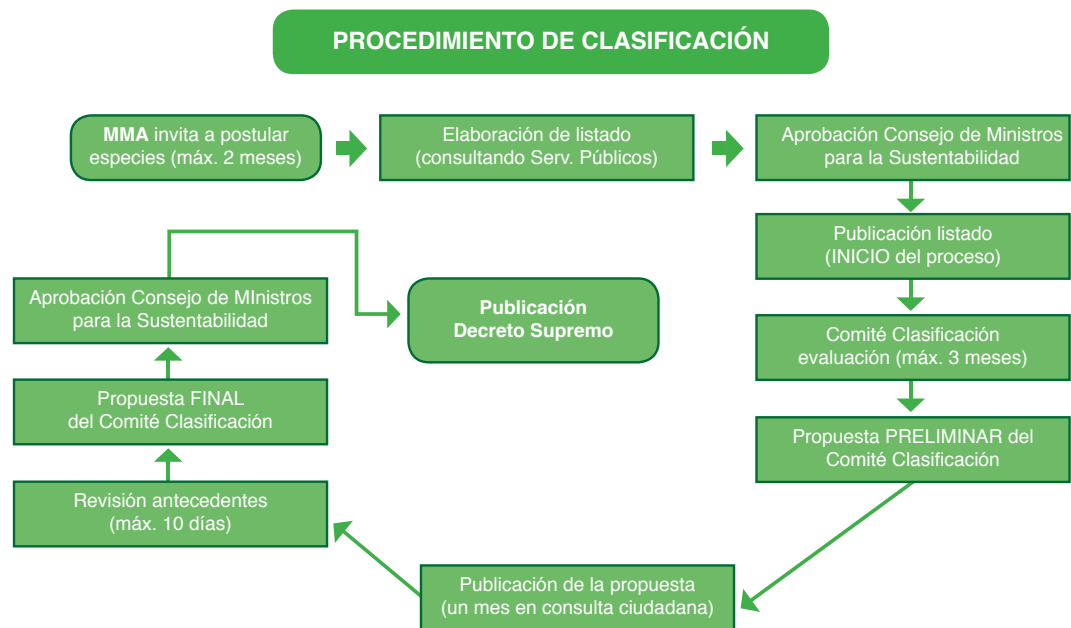 PROCEDIMIENTO DE CLASIFICACIÓN
MMA invita a postular
especies (máx. 2 meses)
Elaboración de listado
(consultando Serv. Públicos)
Aprobación Consejo de Ministros
para la Sustentabilidad
Publicación listado
(INICIO del proceso)
Comité Clasificación
evaluación (máx. 3 meses)
Propuesta PRELIMINAR del
Comité Clasificación
Publicación de la propuesta
(un mes en consulta ciudadana)
Revisión antecedentes
(máx. 10 días)
Propuesta FINAL
del Comité Clasificación
Aprobación Consejo de MInistros
para la Sustentabilidad
Publicación
Decreto Supremo